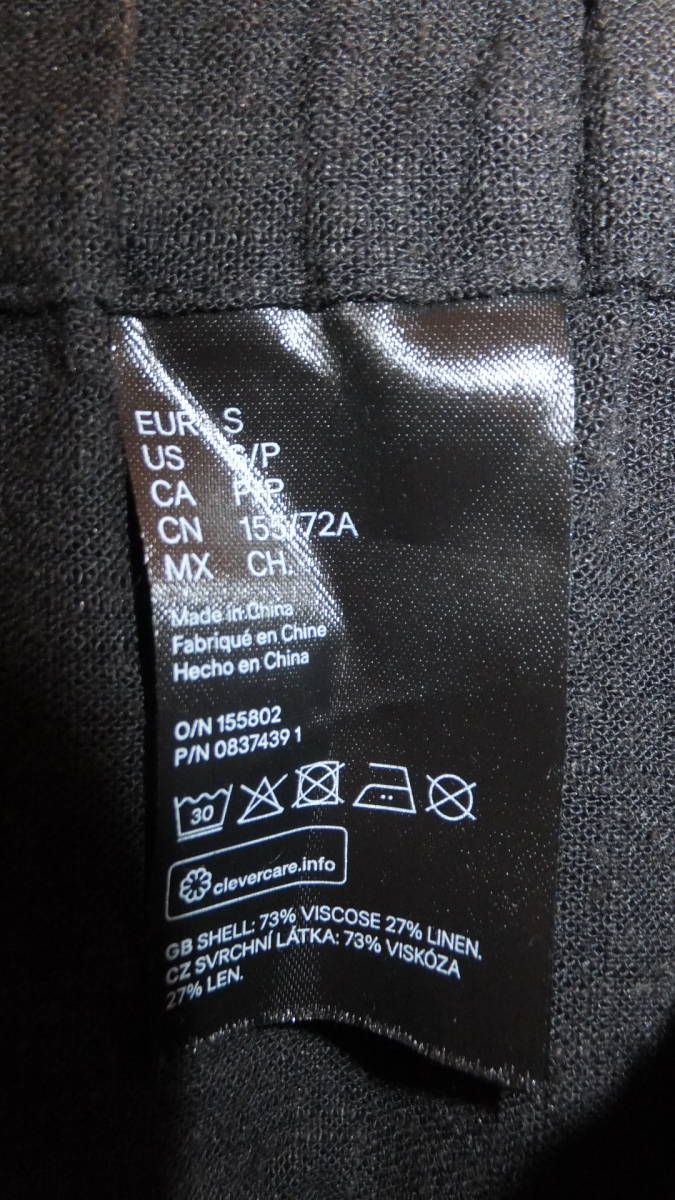 EUR S
US S/P
CA P/P
CN 155/72A
MX CH.
Made in China
Fabriqué en Chine
Hecho en China
O/N 155802
P/N 0837439 1
30
clevercare.info
GB SHELL: 73% VISCOSE 27% LINEN.
CZ SVRCHNÍ LÁTKA: 73% VISKÓZA
27% LEN.